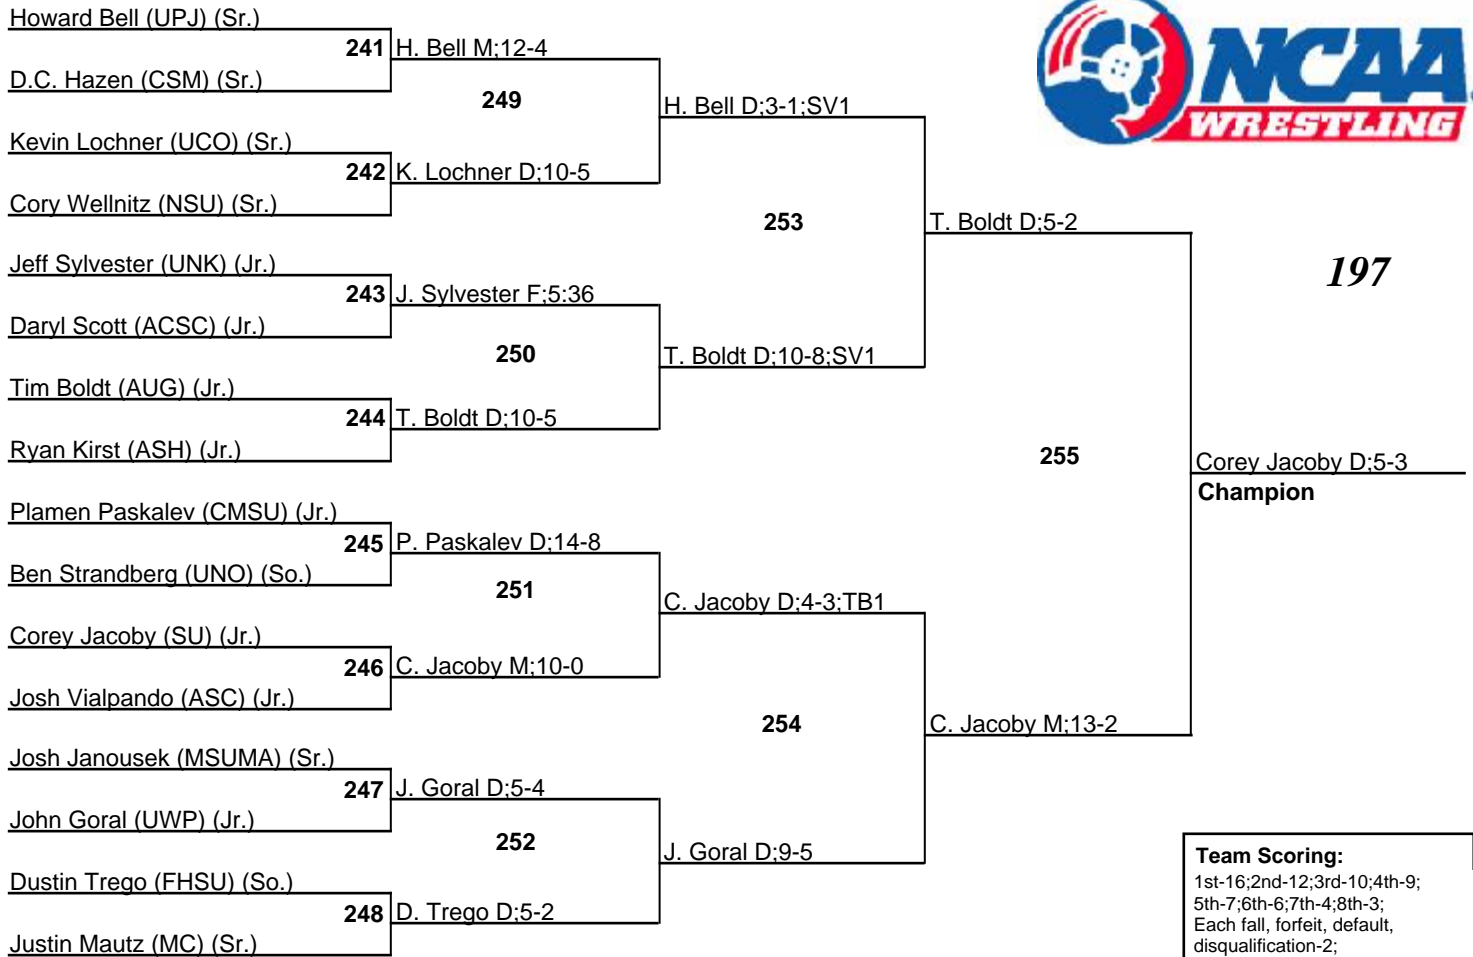 Howard Bell (UPJ) (Sr.)
241 H. Bell M;12-4
D.C. Hazen (CSM) (Sr.)
249
H. Bell D;3-1;SV1
Kevin Lochner (UCO) (Sr.)
242 K. Lochner D;10-5
Cory Wellnitz (NSU) (Sr.)
253
T. Boldt D;5-2
Jeff Sylvester (UNK) (Jr.)
243 J. Sylvester F;5:36
Daryl Scott (ACSC) (Jr.)
250
T. Boldt D;10-8;SV1
Tim Boldt (AUG) (Jr.)
244 T. Boldt D;10-5
Ryan Kirst (ASH) (Jr.)
255
Corey Jacoby D;5-3
Champion
Plamen Paskalev (CMSU) (Jr.)
245 P. Paskalev D;14-8
Ben Strandberg (UNO) (So.)
251
C. Jacoby D;4-3;TB1
Corey Jacoby (SU) (Jr.)
246 C. Jacoby M;10-0
Josh Vialpando (ASC) (Jr.)
254
C. Jacoby M;13-2
Josh Janousek (MSUMA) (Sr.)
247 J. Goral D;5-4
John Goral (UWP) (Jr.)
252
J. Goral D;9-5
Dustin Trego (FHSU) (So.)
248 D. Trego D;5-2
Justin Mautz (MC) (Sr.)
NCAA
WRESTLING
197
Team Scoring:
1st-16;2nd-12;3rd-10;4th-9;
5th-7;6th-6;7th-4;8th-3;
Each fall, forfeit, default,
disqualification-2;